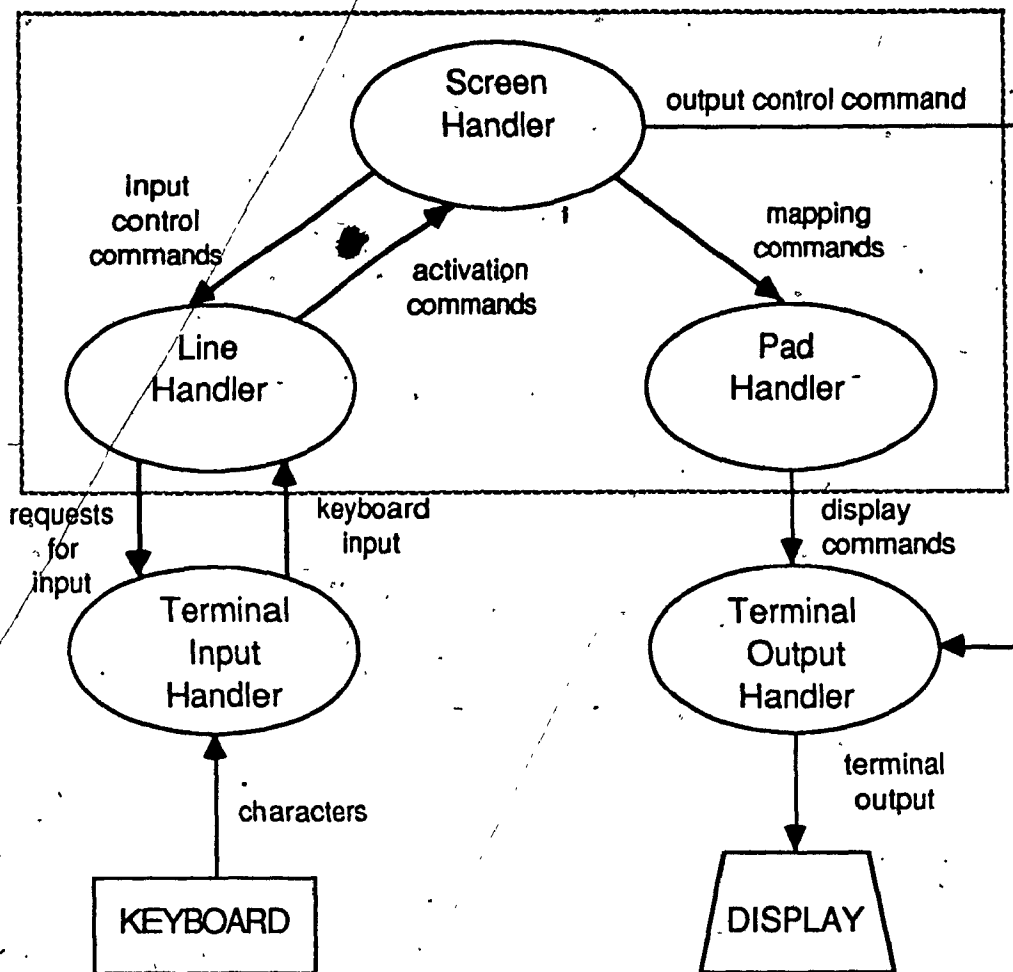 Screen
Handler
output control command
input
control
commands
activation
commands
mapping
commands
Line
Handler
Pad
Handler
requests
for
input
keyboard
input
display
commands
Terminal
Input
Handler
Terminal
Output
Handler
characters
terminal
output
KEYBOARD
DISPLAY